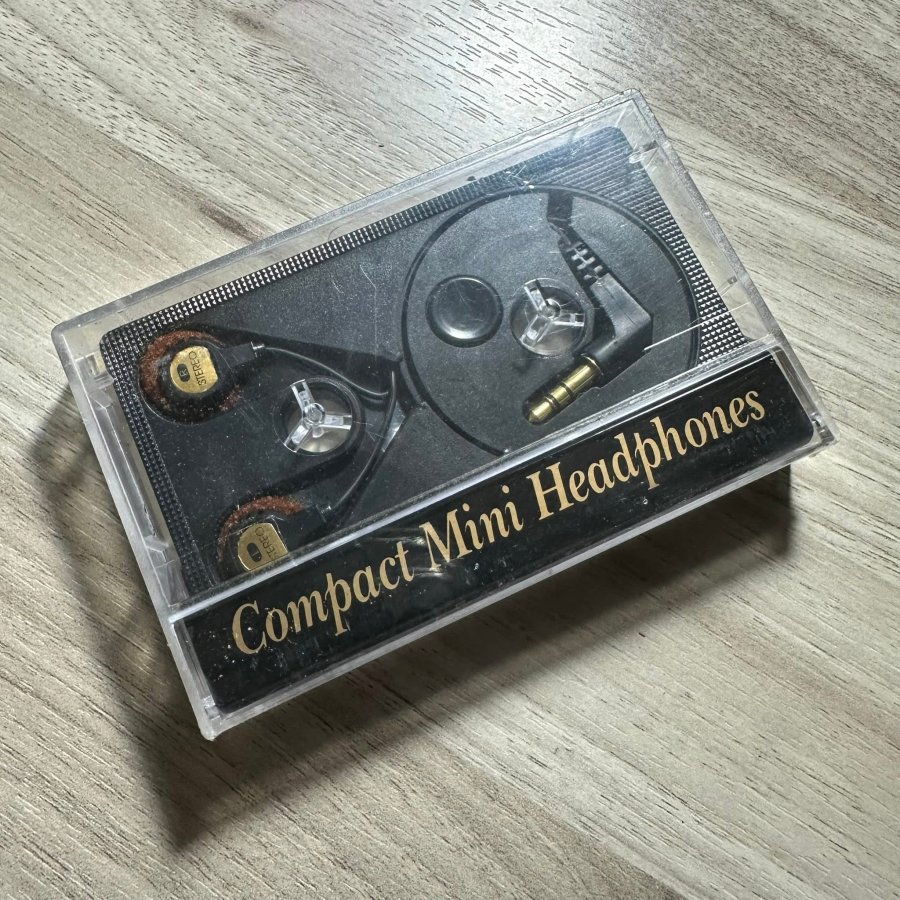 STEREO
R
STEREO
L
Compact Mini Headphones